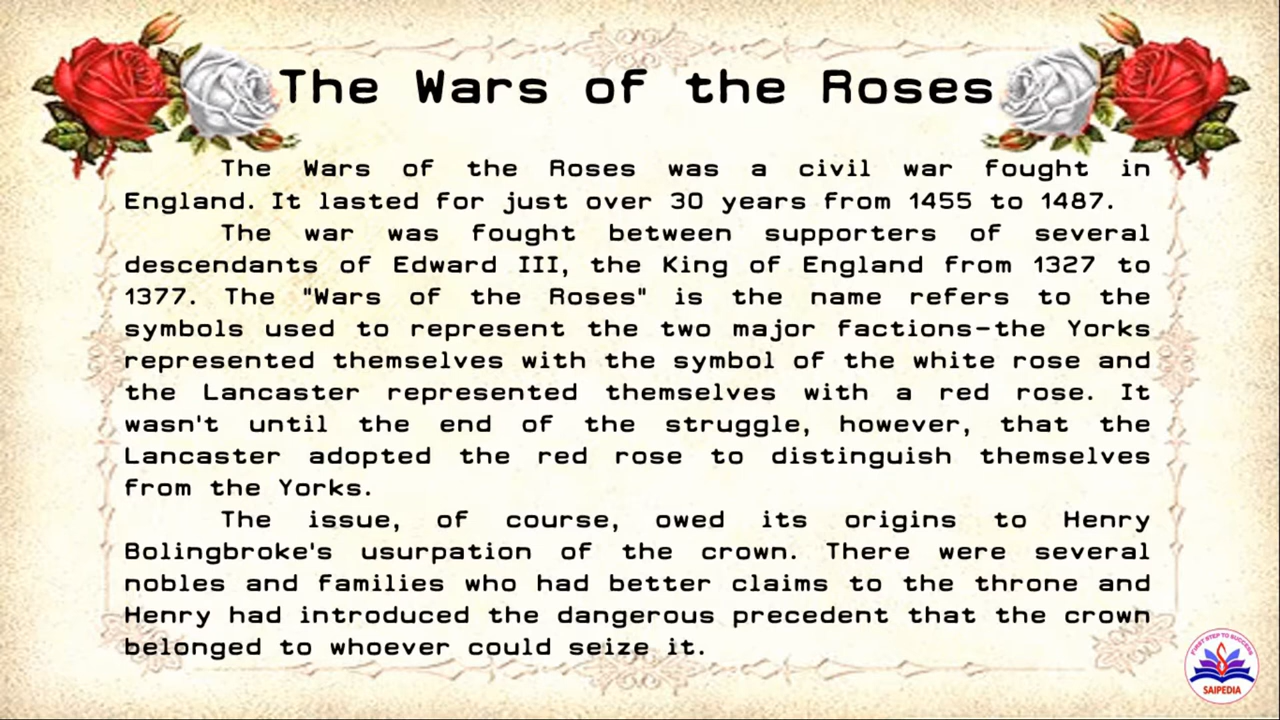 The Wars of the Roses
The Wars of the Roses was a civil war fought in
England. It lasted for just over 30 years from 1455 to 1487.
The war was fought between supporters of several
descendants of Edward III, the King of England from 1327 to
1377. The "Wars of the Roses" is the name refers to the
symbols used to represent the two major factions-the Yorks
represented themselves with the symbol of the white rose and
the Lancaster represented themselves with a red rose. It
wasn't until the end of the struggle, however, that the
Lancaster adopted the red rose to distinguish themselves
from the Yorks.
The issue, of course, owed its origins to Henry
Bolingbroke's usurpation of the crown. There were several
nobles and families who had better claims to the throne and
Henry had introduced the dangerous precedent that the crown
belonged to whoever could seize it.
FIRST STEP TO SUCCESS
SAIPEDIA